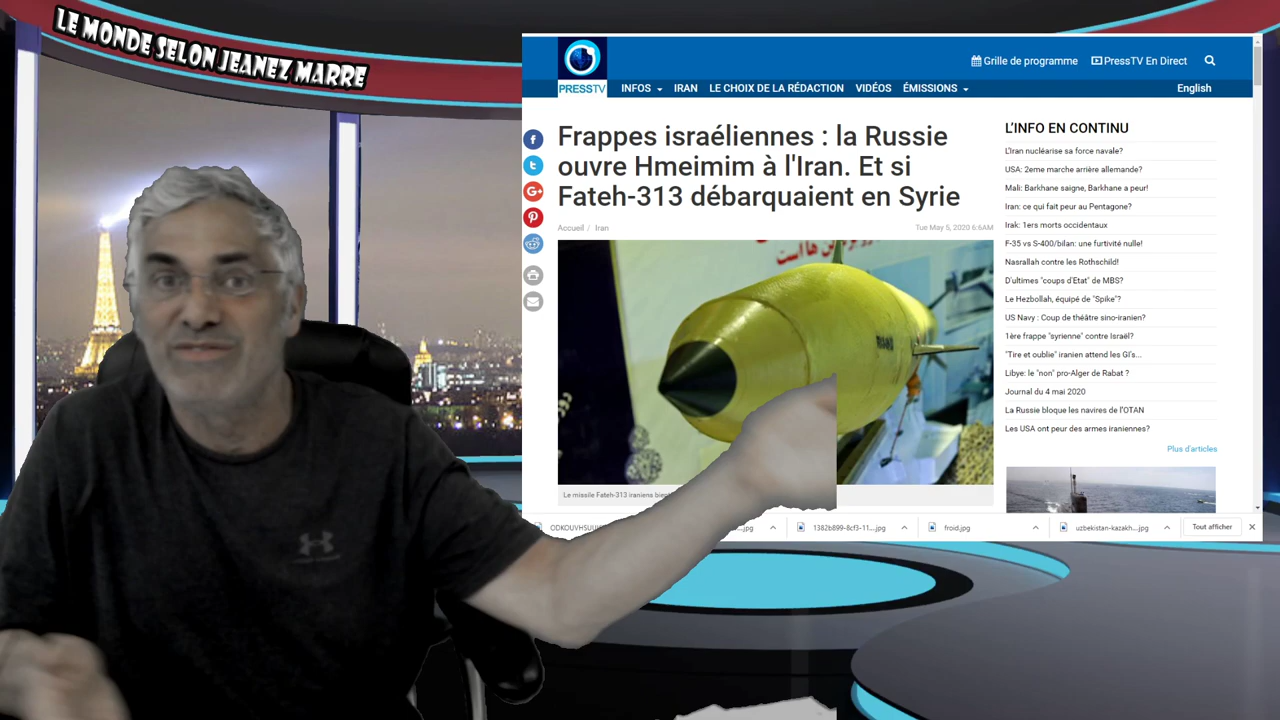 LE MONDE SELON JEANEZ MARRE
PRESSTV
Grille de programme
PressTV En Direct
INFOS
IRAN
LE CHOIX DE LA RÉDACTION
VIDÉOS
ÉMISSIONS
English
Frappes israéliennes : la Russie
ouvre Hmeimim à l'Iran. Et si
Fateh-313 débarquaient en Syrie
Accueil / Iran
Tue May 5, 2020 6:6AM
Le missile Fateh-313 iraniens
L'INFO EN CONTINU
L'Iran nucléarise sa force navale?
USA: 2eme marche arrière allemande?
Mali: Barkhane saigne, Barkhane a peur!
Iran: ce qui fait peur au Pentagone?
Irak: 1ers morts occidentaux
F-35 vs S-400/bilan: une furtivité nulle!
Nasrallah contre les Rothschild!
D'ultimes "coups d'Etat" de MBS?
Le Hezbollah, équipé de "Spike"?
US Navy : Coup de théâtre sino-iranien?
1ère frappe "syrienne" contre Israël?
"Tire et oublie" iranien attend les GI's...
Libye: le "non" pro-Alger de Rabat ?
Journal du 4 mai 2020
La Russie bloque les navires de l'OTAN
Les USA ont peur des armes iraniennes?
Plus d'articles
....jpg
1382b899-8cf3-11....jpg
froid.jpg
uzbekistan-kazakh....jpg
Tout afficher